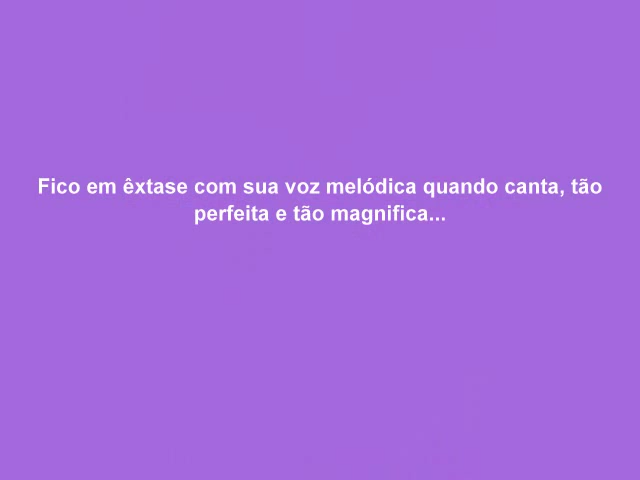 Fico em êxtase com sua voz melódica quando canta, tão
perfeita e tão magnifica...